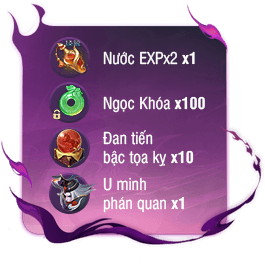 Nước EXPx2 x1
Ngọc Khóa x100
Đan tiến
bậc tọa kỵ x10
U minh
phán quan x1